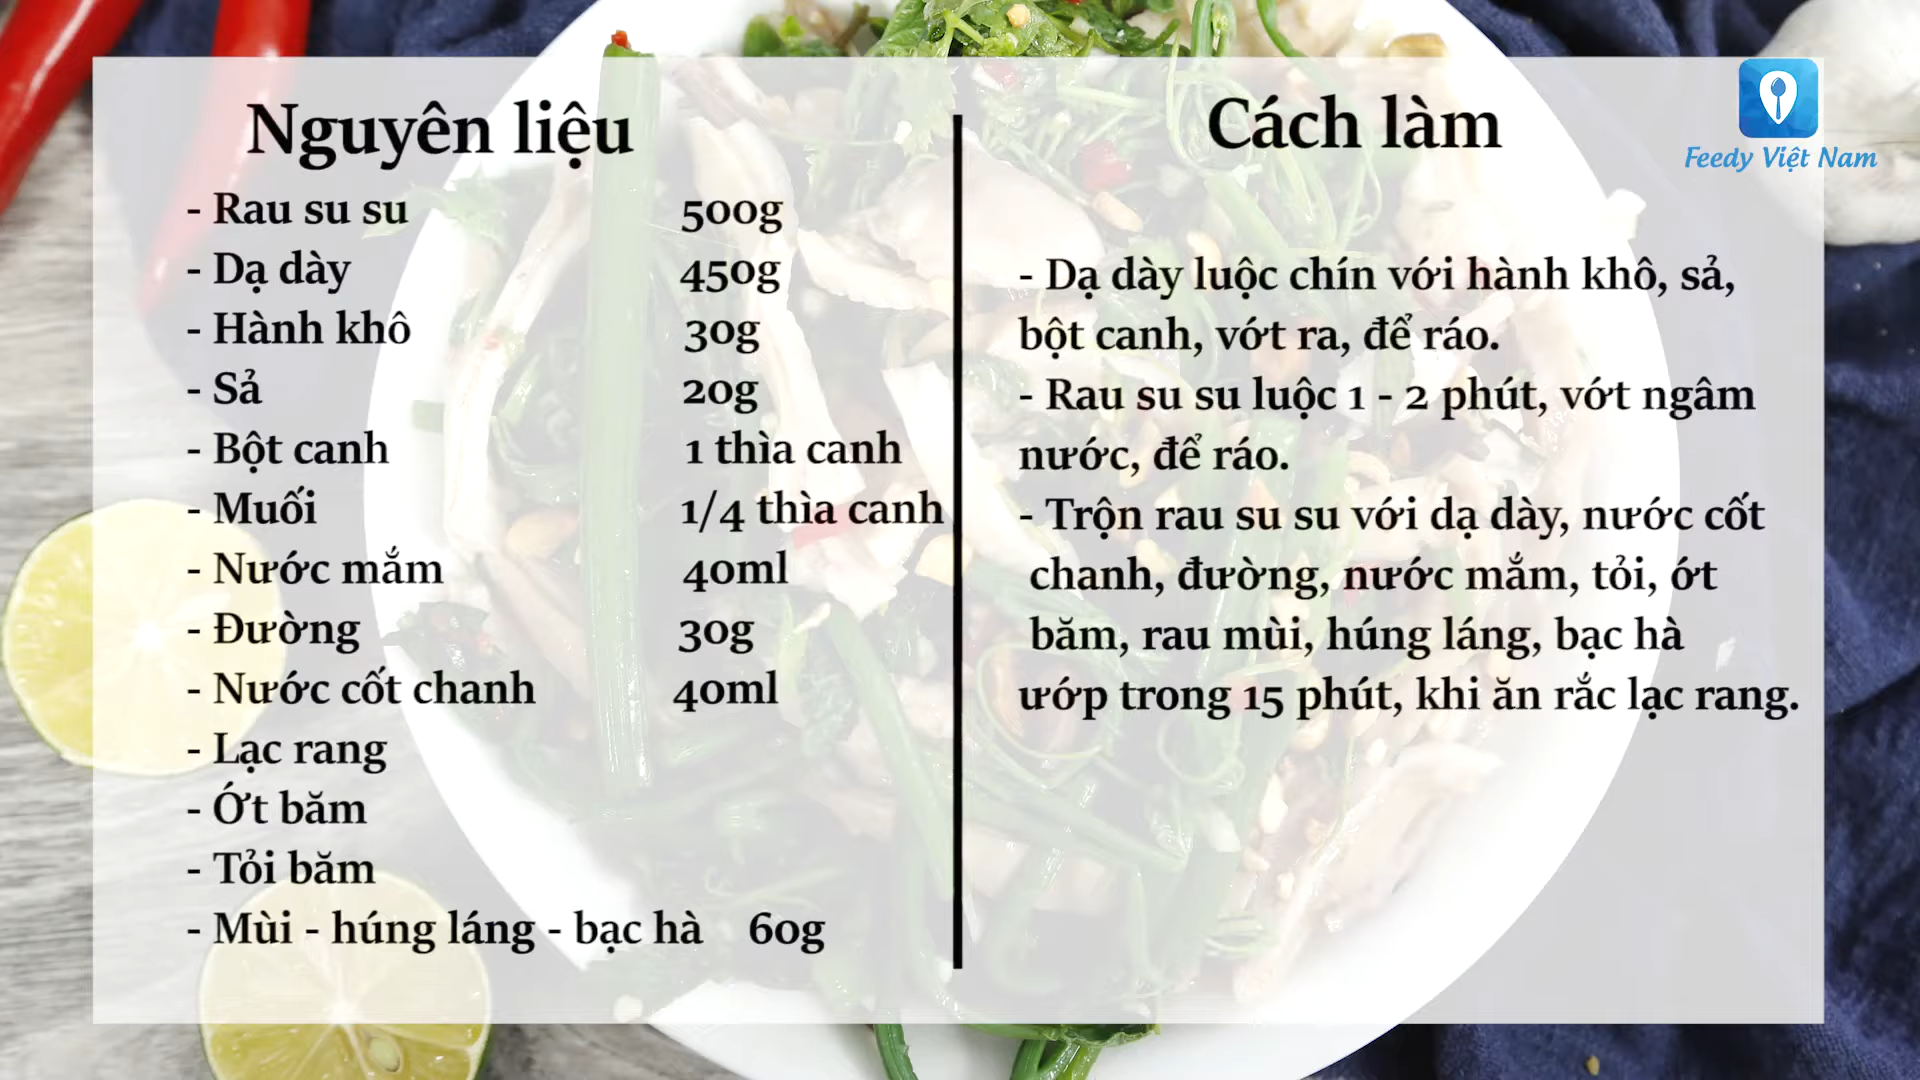 Nguyên liệu
- Rau su su 500g
- Dạ dày 450g
- Hành khô 30g
- Sả 20g
- Bột canh 1 thìa canh
- Muối 1/4 thìa canh
- Nước mắm 40ml
- Đường 30g
- Nước cốt chanh 40ml
- Lạc rang
- Ớt băm
- Tỏi băm
- Mùi - húng láng - bạc hà 60g
Cách làm
- Dạ dày luộc chín với hành khô, sả,
bột canh, vớt ra, để ráo.
- Rau su su luộc 1 - 2 phút, vớt ngâm
nước, để ráo.
- Trộn rau su su với dạ dày, nước cốt
chanh, đường, nước mắm, tỏi, ớt
băm, rau mùi, húng láng, bạc hà
ướp trong 15 phút, khi ăn rắc lạc rang.
Feedy Việt Nam